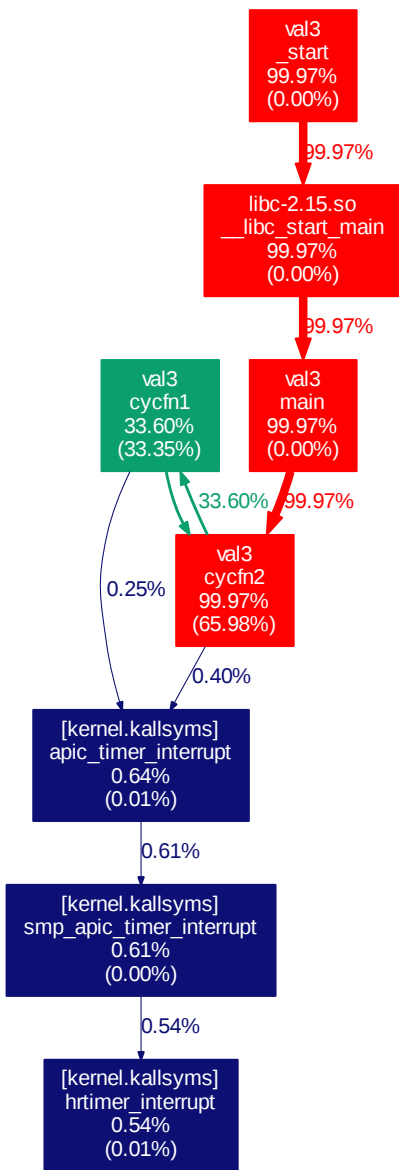 val3
_start
99.97%
(0.00%)
99.97%
libc-2.15.so
__libc_start_main
99.97%
(0.00%)
99.97%
val3
cycfn1
33.60%
(33.35%)
val3
main
99.97%
(0.00%)
33.60%
99.97%
val3
cycfn2
99.97%
(65.98%)
0.25%
0.40%
[kernel.kallsyms]
apic_timer_interrupt
0.64%
(0.01%)
0.61%
[kernel.kallsyms]
smp_apic_timer_interrupt
0.61%
(0.00%)
0.54%
[kernel.kallsyms]
hrtimer_interrupt
0.54%
(0.01%)